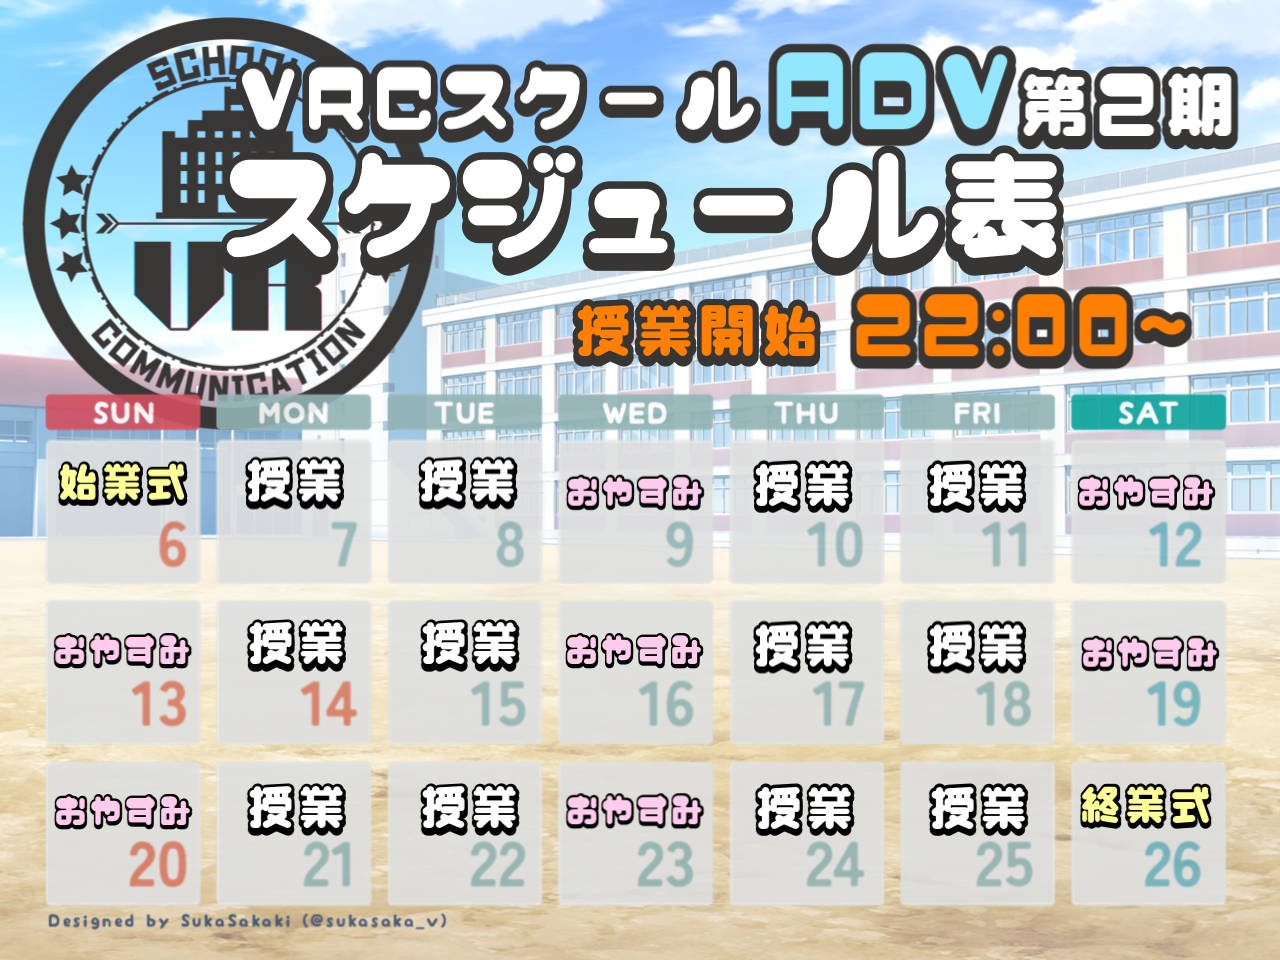 SCHOOL
VR
COMMUNICATION
VRCスクールADV第2期
スケジュール表
授業開始 22:00~
SUN MON TUE WED THU FRI SAT
始業式 授業 授業 おやすみ 授業 授業 おやすみ
6 7 8 9 10 11 12
おやすみ 授業 授業 おやすみ 授業 授業 おやすみ
13 14 15 16 17 18 19
おやすみ 授業 授業 おやすみ 授業 授業 終業式
20 21 22 23 24 25 26
Designed by SukaSakaki (@sukasaka_v)